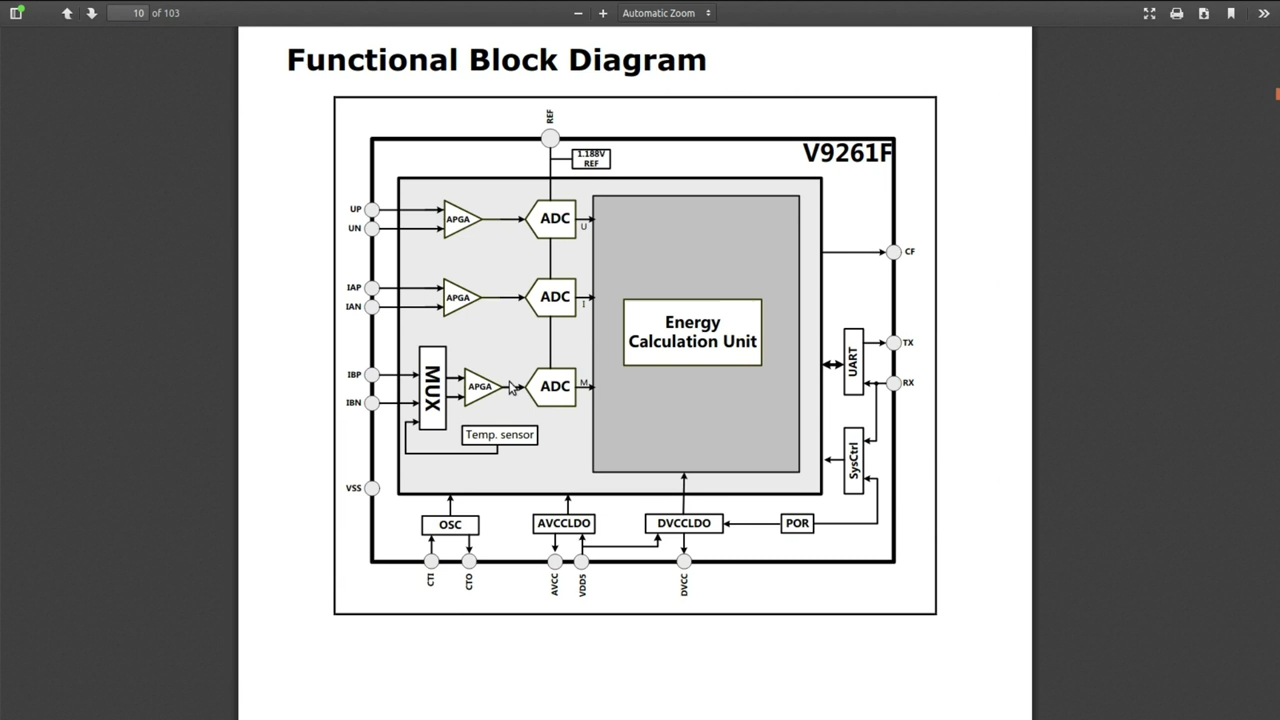 10 of 103
Automatic Zoom
Functional Block Diagram
REF
V9261F
1.188V
REF
UP
APGA
ADC
UN
U
CF
IAP
APGA
ADC
IAN
I
Energy
Calculation Unit
TX
UART
RX
IBP
MUX
APGA
ADC
M
IBN
Temp. sensor
SysCtrl
VSS
OSC
AVCCLDO
DVCCLDO
POR
CTI
CTO
AVCC
VDD5
DVCC